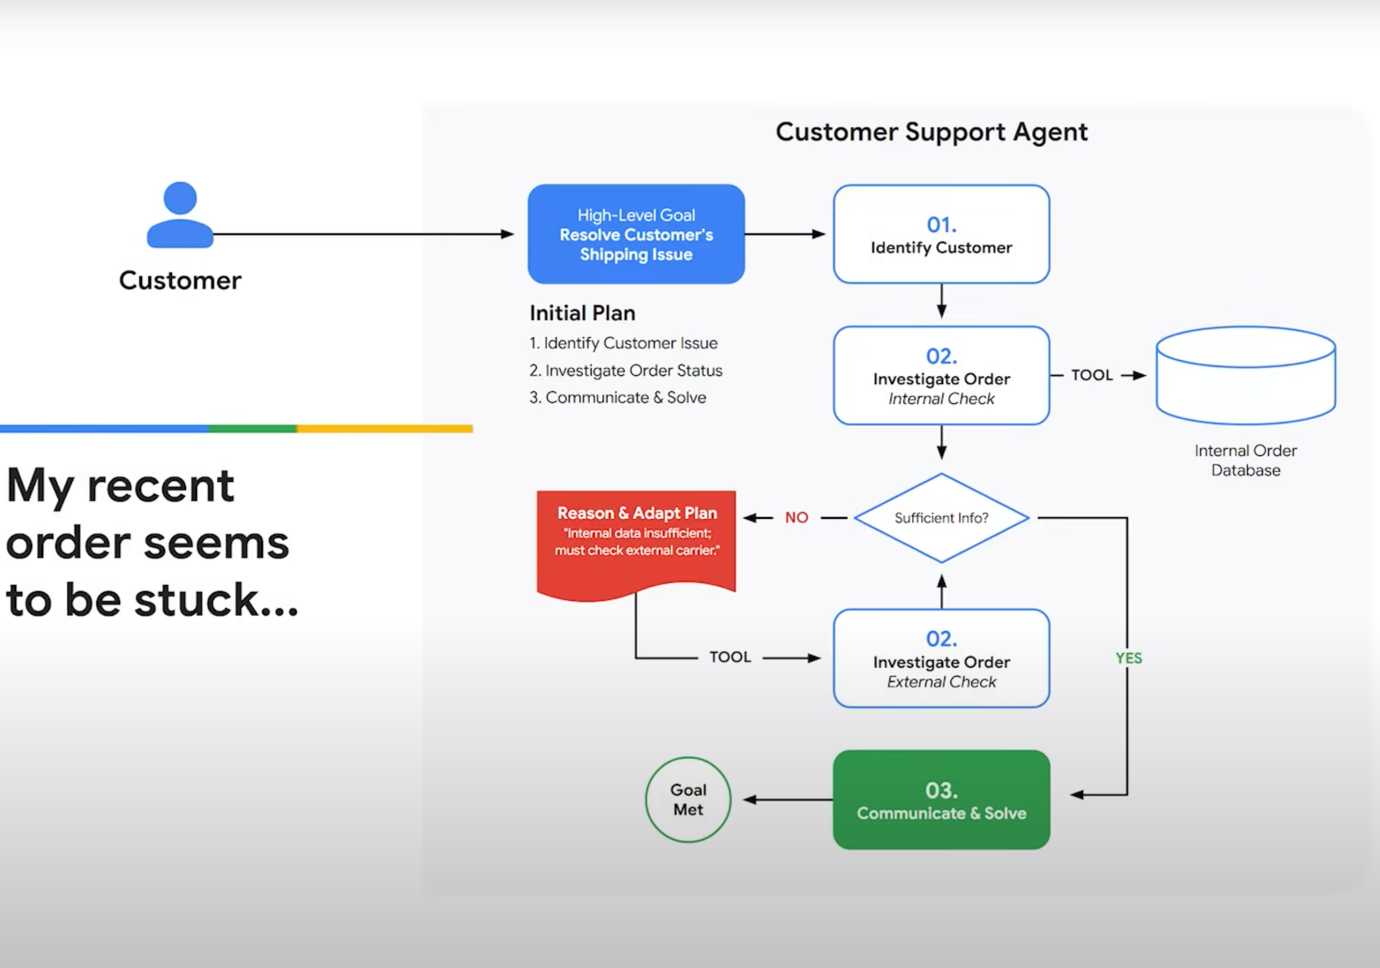 Customer Support Agent
Customer
High-Level Goal
Resolve Customer's
Shipping Issue
01.
Identify Customer
Initial Plan
1. Identify Customer Issue
2. Investigate Order Status
3. Communicate & Solve
02.
Investigate Order
Internal Check
TOOL
Internal Order
Database
My recent
order seems
to be stuck...
Sufficient Info?
NO
Reason & Adapt Plan
"Internal data insufficient;
must check external carrier."
TOOL
02.
Investigate Order
External Check
YES
03.
Communicate & Solve
Goal
Met